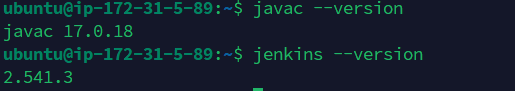 ubuntu@ip-172-31-5-89:~$ javac --version
javac 17.0.18
ubuntu@ip-172-31-5-89:~$ jenkins --version
2.541.3